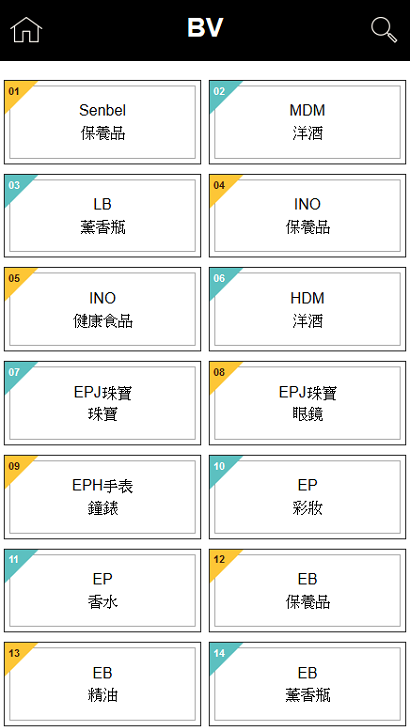 BV
01
Senbel
保養品
02
MDM
洋酒
03
LB
薰香瓶
04
INO
保養品
05
INO
健康食品
06
HDM
洋酒
07
EPJ珠寶
珠寶
08
EPJ珠寶
眼鏡
09
EPH手表
鐘錶
10
EP
彩妝
11
EP
香水
12
EB
保養品
13
EB
精油
14
EB
薰香瓶